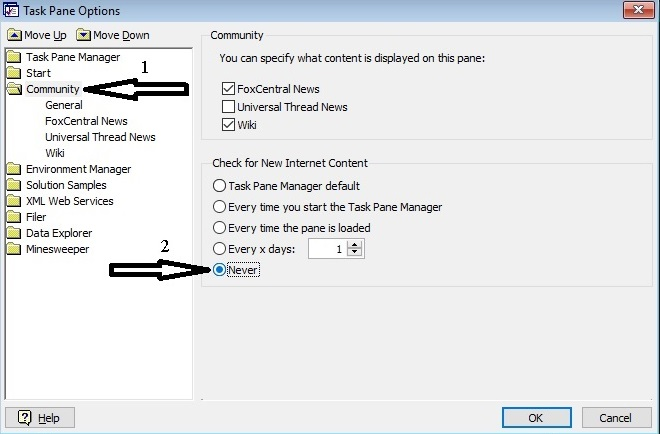 Task Pane Options
Move Up Move Down
Task Pane Manager
Start
Community
General
FoxCentral News
Universal Thread News
Wiki
Environment Manager
Solution Samples
XML Web Services
Filer
Data Explorer
Minesweeper
1
2
Community
You can specify what content is displayed on this pane:
FoxCentral News
Universal Thread News
Wiki
Check for New Internet Content
Task Pane Manager default
Every time you start the Task Pane Manager
Every time the pane is loaded
Every x days: 1
Never
Help OK Cancel